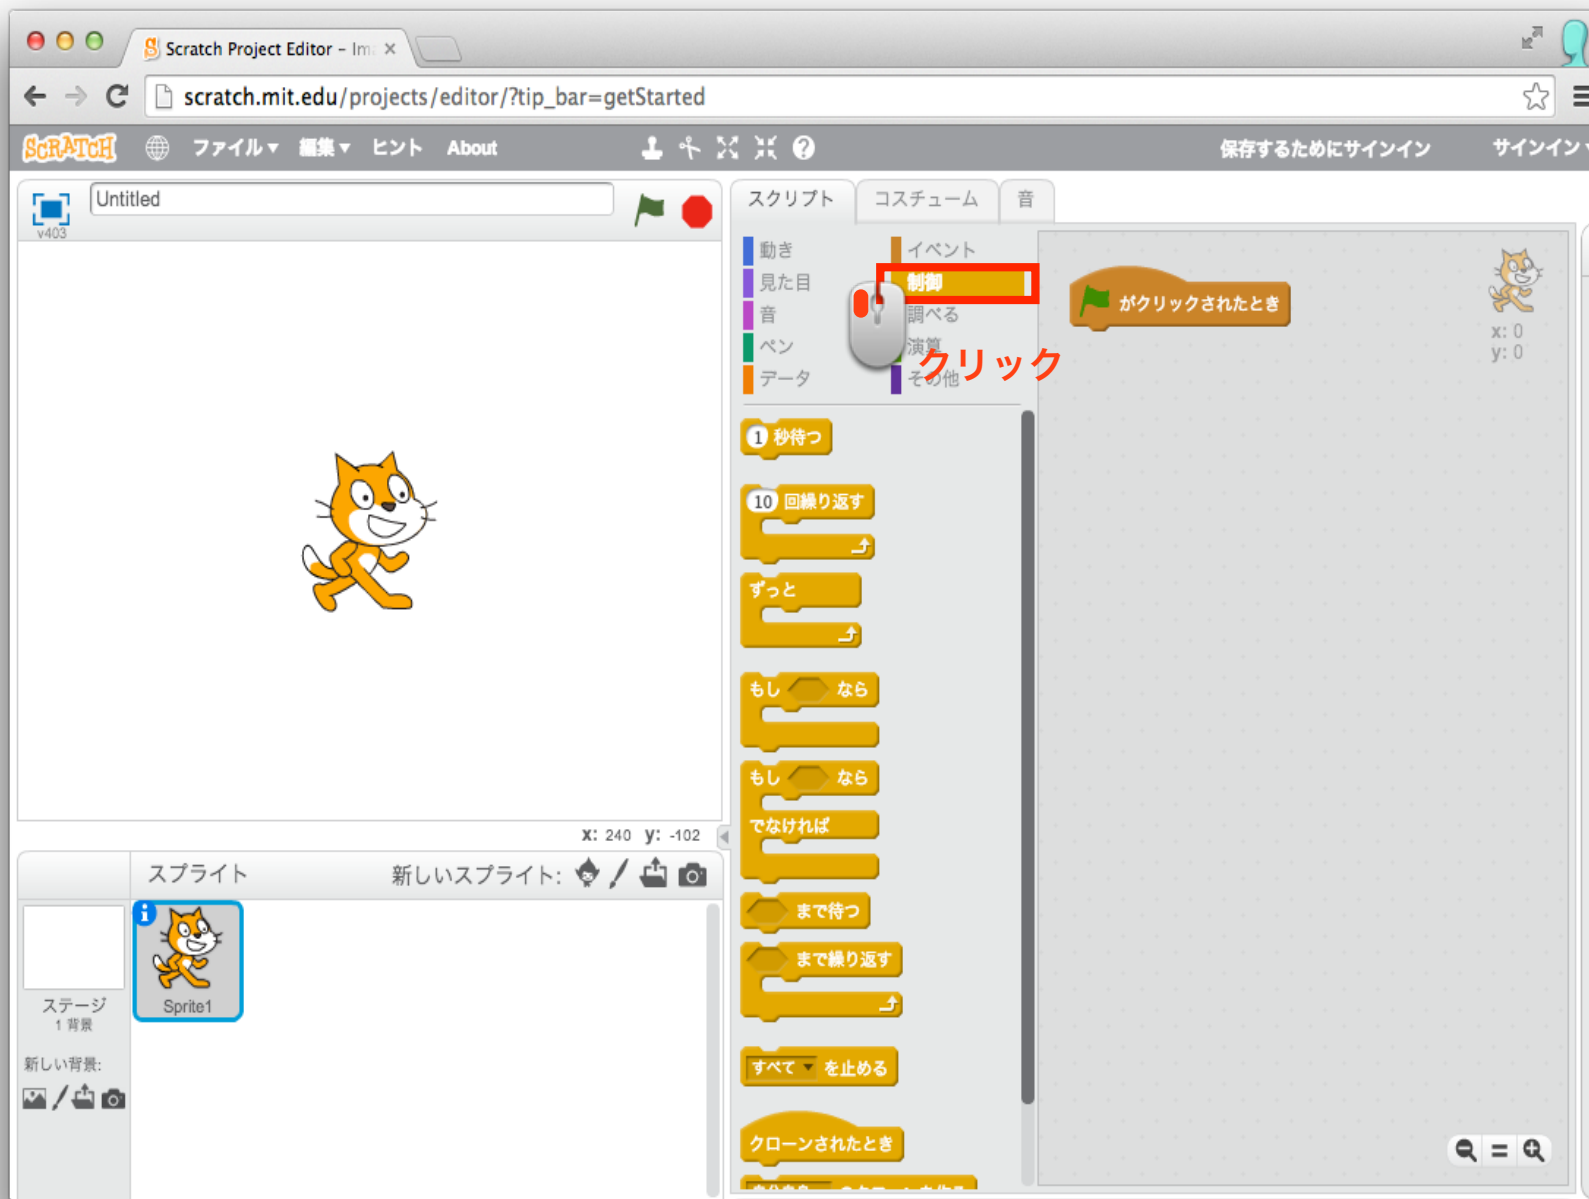 Scratch Project Editor – Im
scratch.mit.edu/projects/editor/?tip_bar=getStarted
SCRATCH ファイル▼ 編集▼ ヒント About 保存するためにサインイン サインイン
Untitled
v403
スクリプト コスチューム 音
動き イベント
見た目 制御
音 調べる
ペン 演算
データ その他
クリック
がクリックされたとき
x: 0
y: 0
1 秒待つ
10 回繰り返す
ずっと
もし なら
もし なら
でなければ
まで待つ
まで繰り返す
すべて▼ を止める
クローンされたとき
x: 240 y: -102
スプライト 新しいスプライト:
Sprite1
ステージ
1 背景
新しい背景: